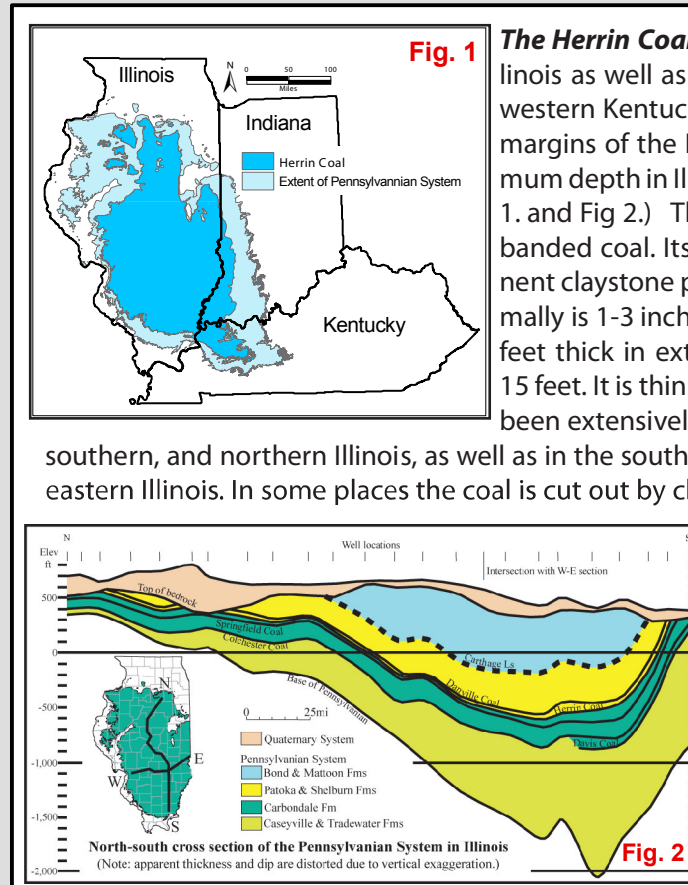 Fig. 1
Illinois
N
0 50 100
Miles
Indiana
Herrin Coal
Extent of Pennsylvannian System
Kentucky
The Herrin Coal
linois as well as
western Kentuc
margins of the
mum depth in Il
1. and Fig 2.) Th
banded coal. Its
nent claystone p
mally is 1-3 inch
feet thick in ext
15 feet. It is thin
been extensivel
southern, and northern Illinois, as well as in the south
eastern Illinois. In some places the coal is cut out by cl
N
Well locations
S
Elev
ft
Intersection with W-E section
Top of bedrock
500
Springfield Coal
Colchester Coal
0
Carthage Ls
Danville Coal
Base of Pennsylvanian
Herrin Coal
-500
Davis Coal
N
0 25mi
Quaternary System
Pennsylvanian System
Bond & Mattoon Fms
Patoka & Shelburn Fms
Carbondale Fm
Caseyville & Tradewater Fms
W
E
S
-1,000
-1,500
North-south cross section of the Pennsylvanian System in Illinois
(Note: apparent thickness and dip are distorted due to vertical exaggeration.)
Fig. 2
-2,000